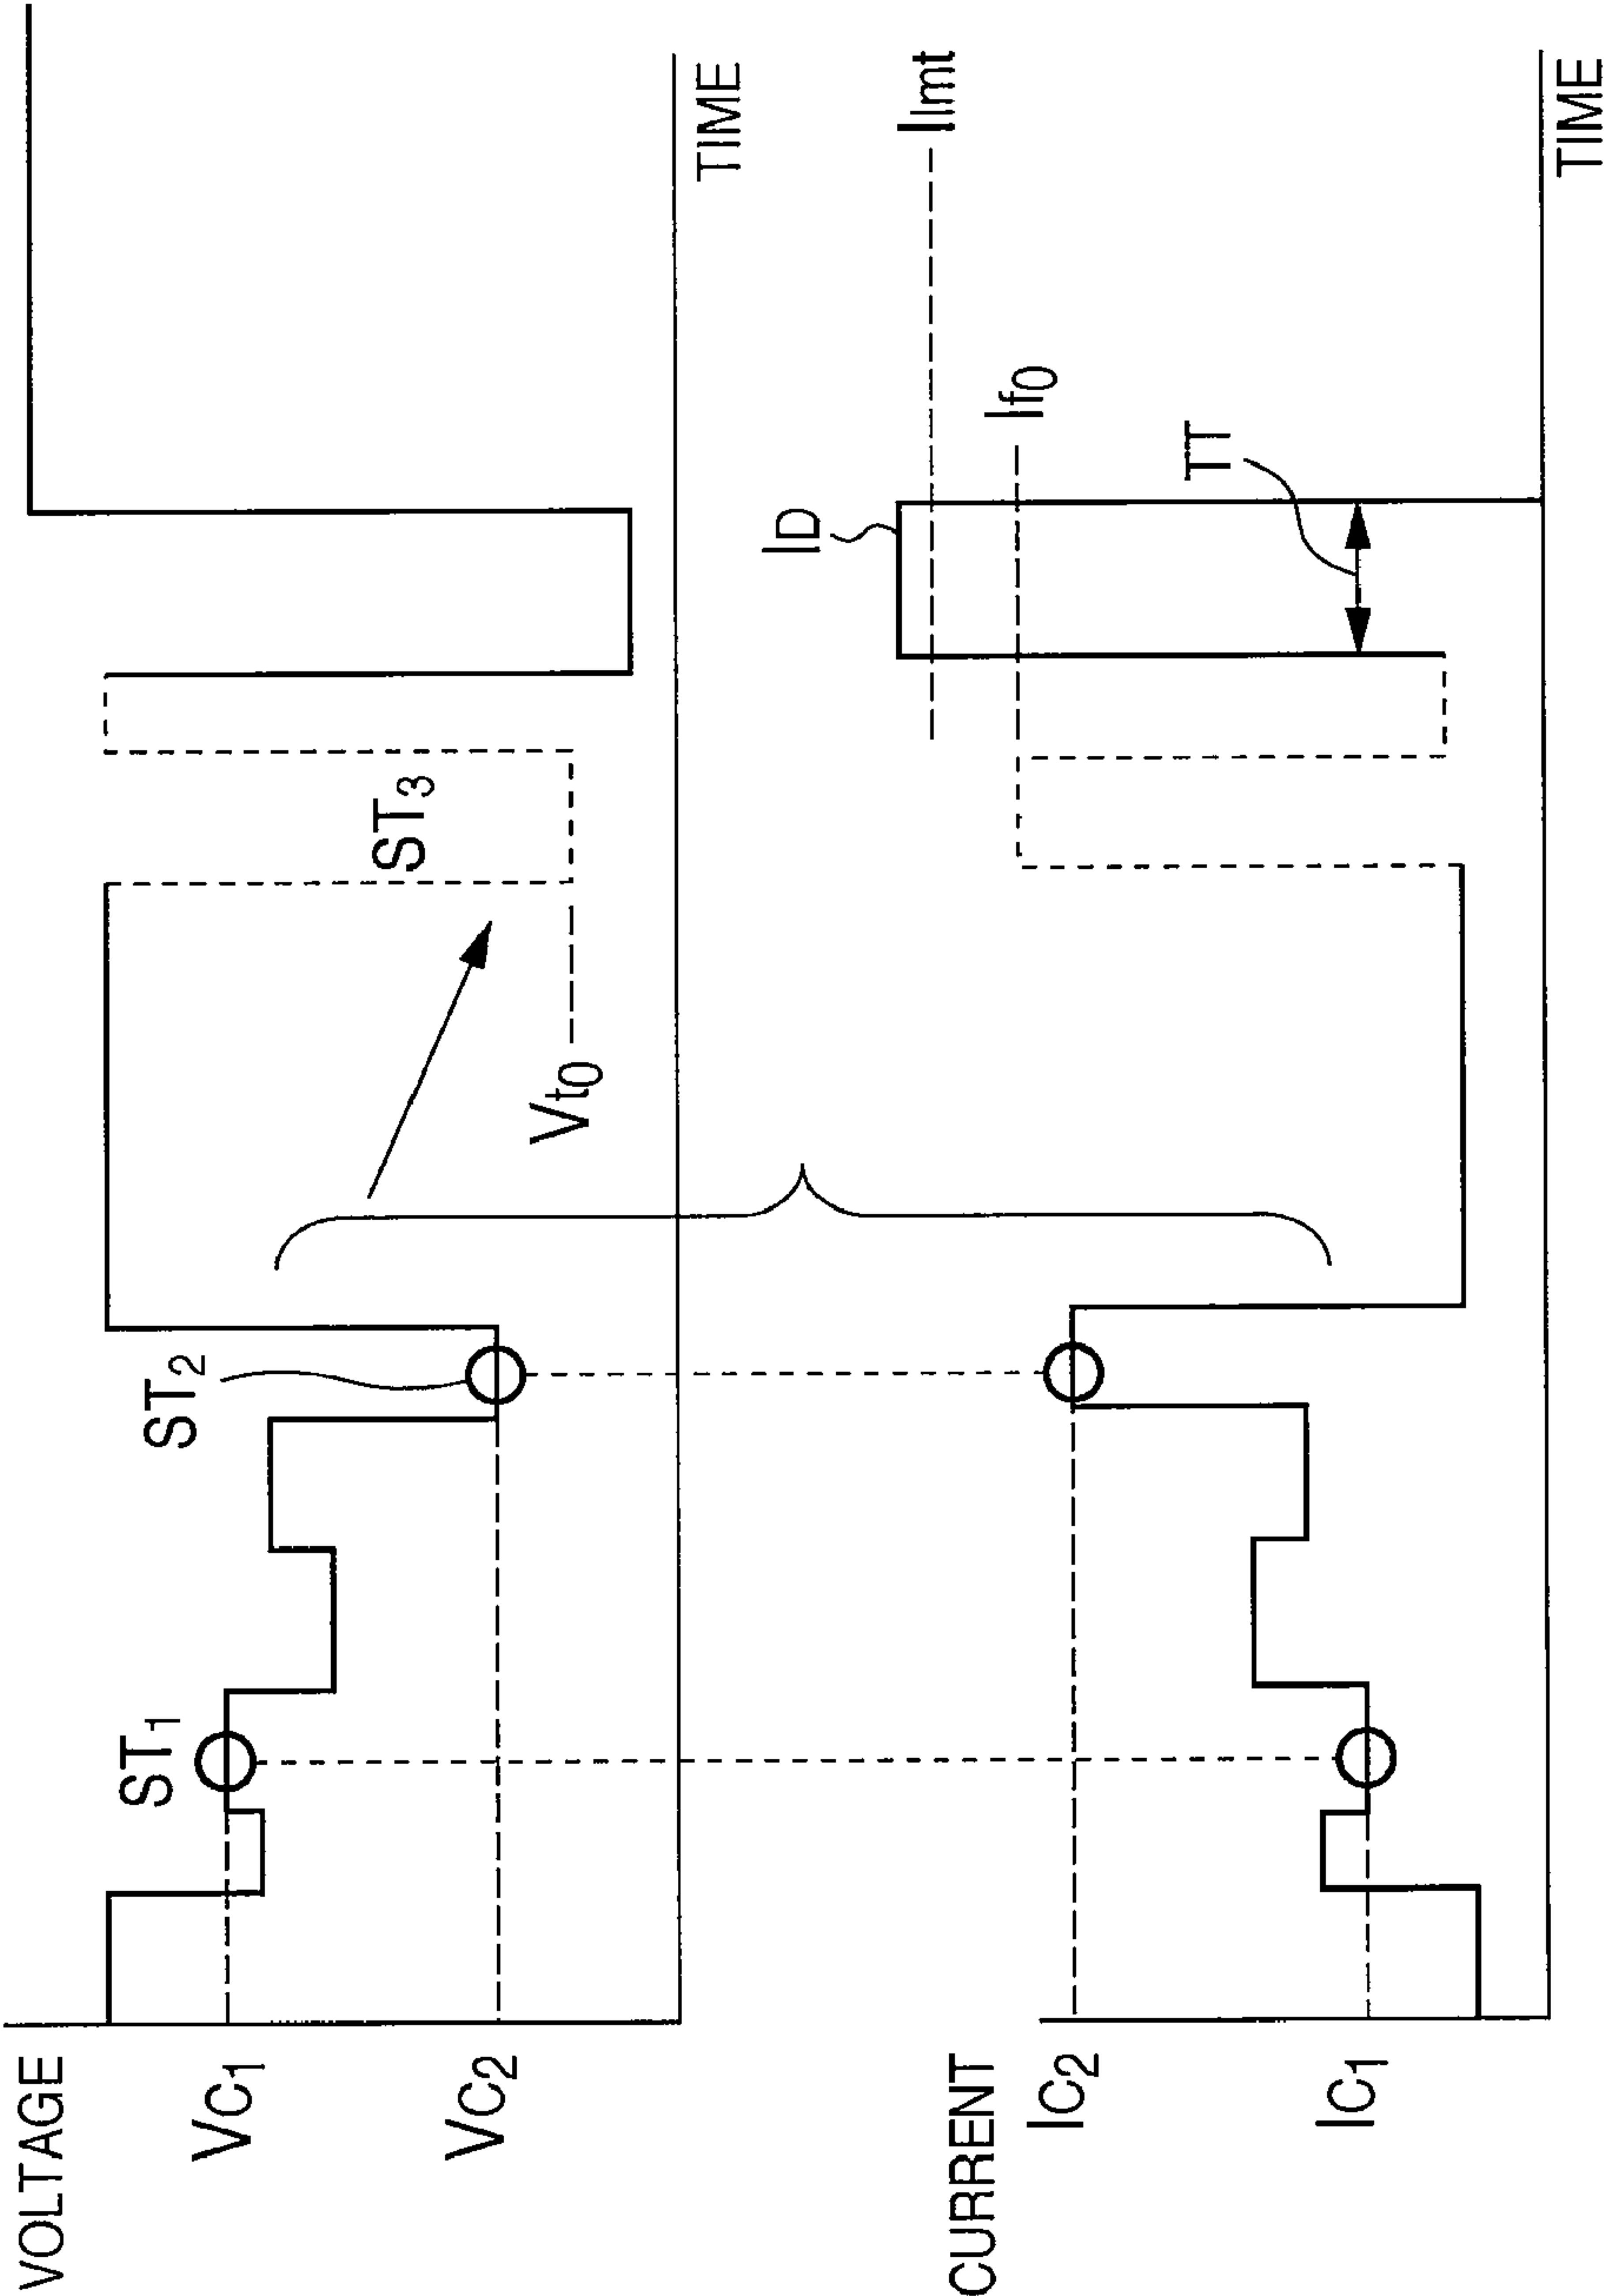 VOLTAGE
VC1
VC2
ST1
ST2
ST3
Vt0
TIME
CURRENT
IC2
IC1
ID
Ilmt
If0
TT
TIME